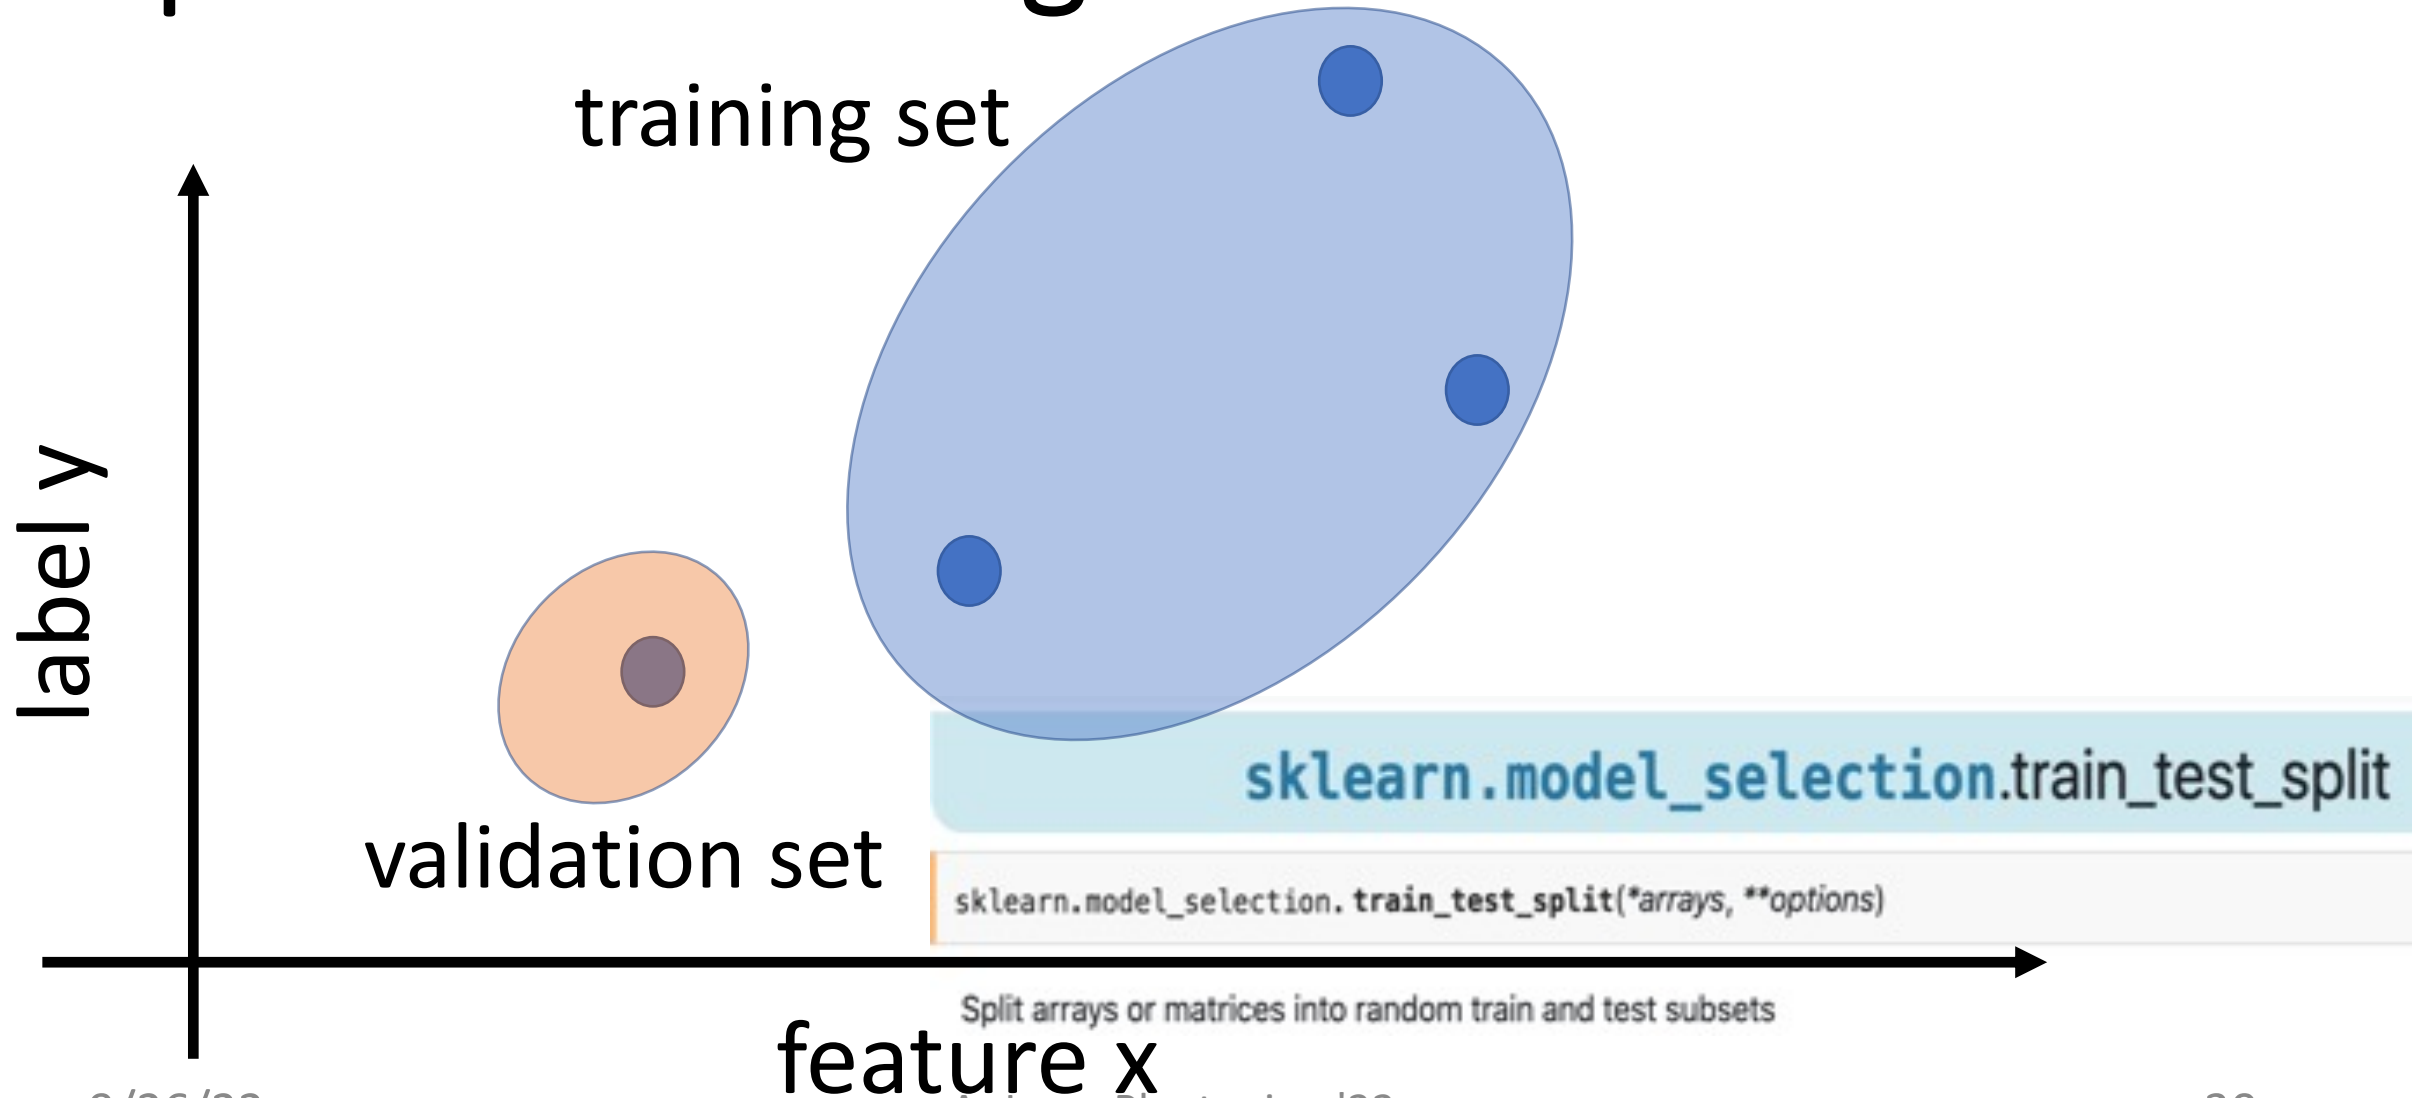 training set
label y
sklearn.model_selection.train_test_split
validation set
sklearn.model_selection.train_test_split(*arrays, **options)
Split arrays or matrices into random train and test subsets
feature x